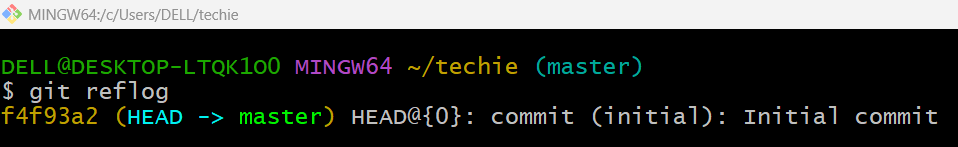 MINGW64:/c/Users/DELL/techie
DELL@DESKTOP-LTQK1O0 MINGW64 ~/techie (master)
$ git reflog
f4f93a2 (HEAD -> master) HEAD@{0}: commit (initial): Initial commit